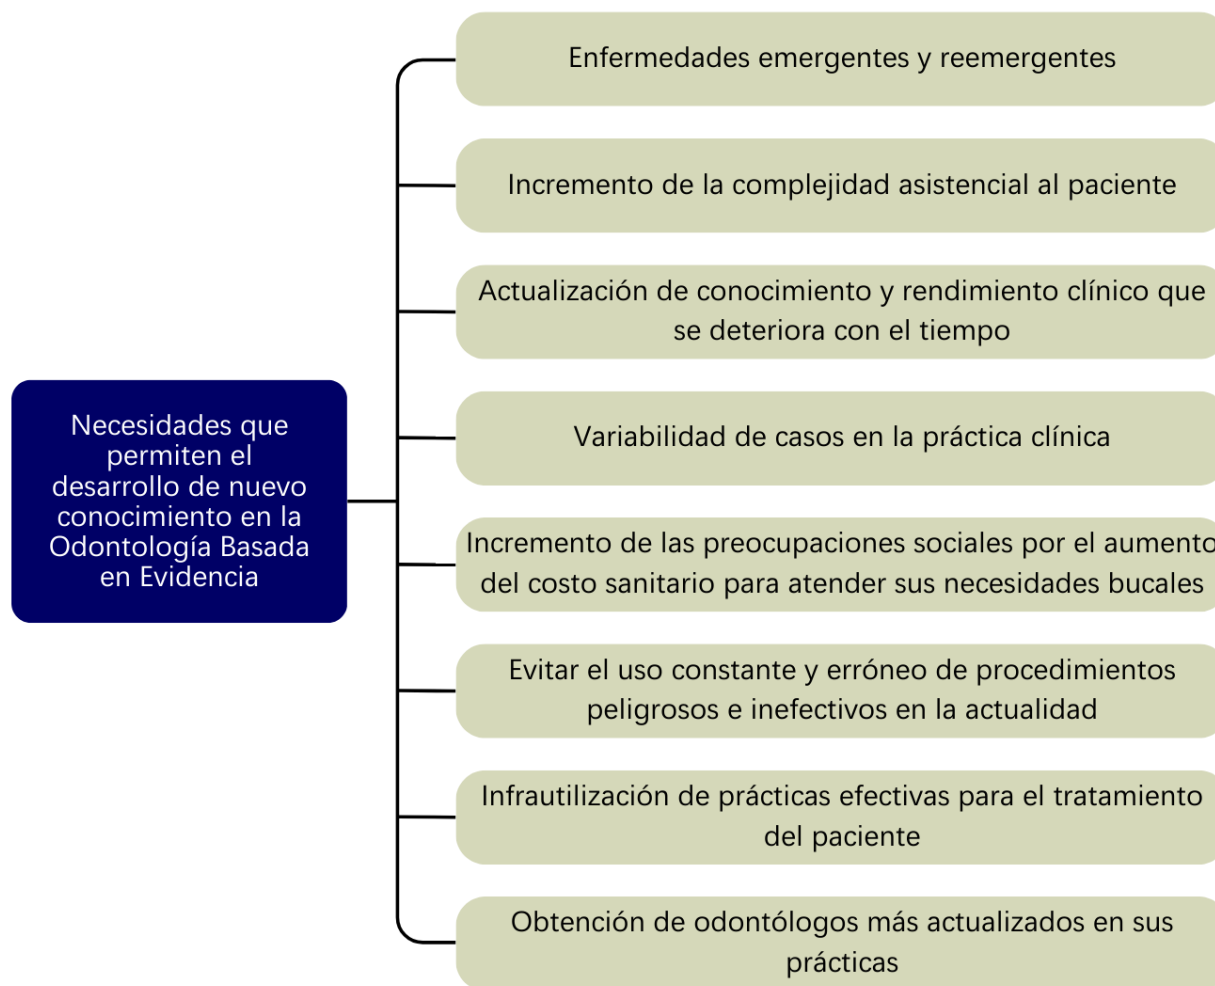 Enfermedades emergentes y reemergentes
Incremento de la complejidad asistencial al paciente
Actualización de conocimiento y rendimiento clínico que
se deteriora con el tiempo
Necesidades que
permiten el
desarrollo de nuevo
conocimiento en la
Odontología Basada
en Evidencia
Variabilidad de casos en la práctica clínica
Incremento de las preocupaciones sociales por el aumento
del costo sanitario para atender sus necesidades bucales
Evitar el uso constante y erróneo de procedimientos
peligrosos e inefectivos en la actualidad
Infrautilización de prácticas efectivas para el tratamiento
del paciente
Obtención de odontólogos más actualizados en sus
prácticas